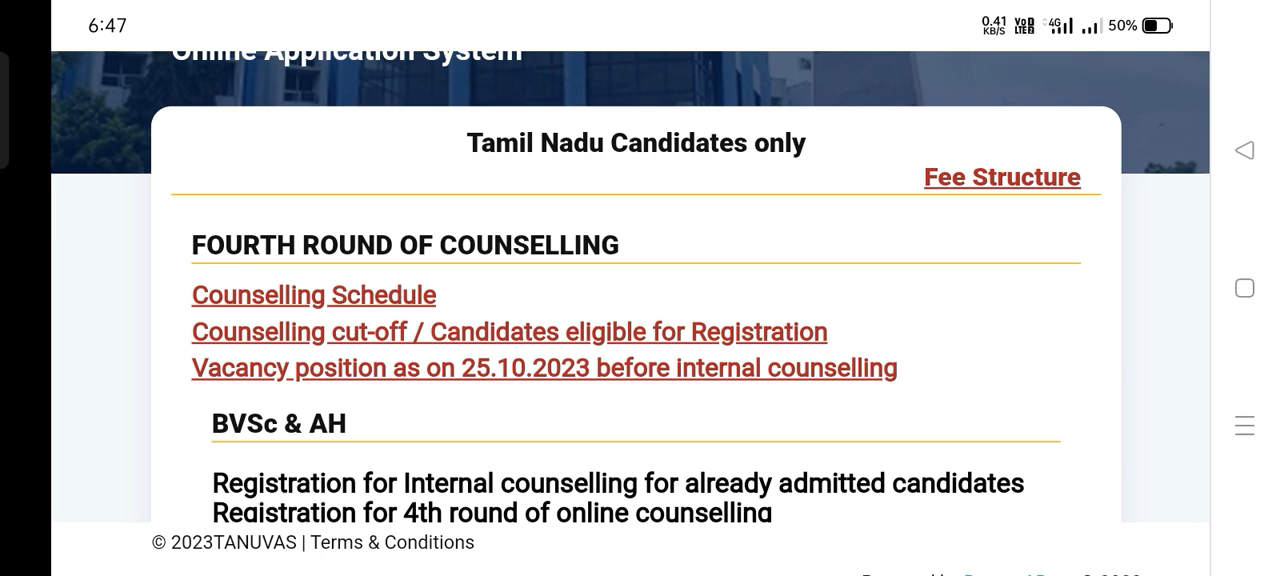 6:47
0.41 KB/S VoD LTE2 4G 50%
Online Application System
Tamil Nadu Candidates only
Fee Structure
FOURTH ROUND OF COUNSELLING
Counselling Schedule
Counselling cut-off / Candidates eligible for Registration
Vacancy position as on 25.10.2023 before internal counselling
BVSc & AH
Registration for Internal counselling for already admitted candidates
Registration for 4th round of online counselling
© 2023TANUVAS | Terms & Conditions